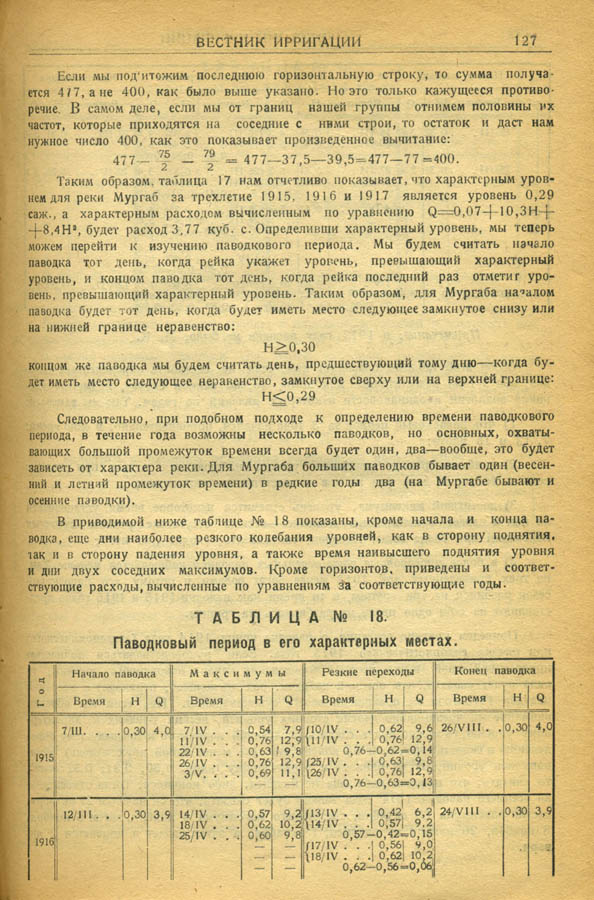 ВЕСТНИК ИРРИГАЦИИ 127
Если мы под'итожим последнюю горизонтальную строку, то сумма получа-
ется 477, а не 400, как было выше указано. Но это только кажущееся противо-
речие. В самом деле, если мы от границ нашей группы отнимем половины их
частот, которые приходятся на соседние с ними строи, то остаток и даст нам
нужное число 400, как это показывает произведенное вычитание:
477— 75/2 — 79/2 = 477—37,5—39,5=477—77=400.
Таким образом, таблица 17 нам отчетливо показывает, что характерным уров-
нем для реки Мургаб за трехлетие 1915, 1916 и 1917 является уровень 0,29
саж., а характерным расходом вычисленным по уравнению Q=0,07+10,3H+
+8,4H², будет расход 3,77 куб. с. Определивши характерный уровень, мы теперь
можем перейти к изучению паводкового периода. Мы будем считать начало
паводка тот день, когда рейка укажет уровень, превышающий характерный
уровень, и концом паводка тот день, когда рейка последний раз отметит уро-
вень, превышающий характерный уровень. Таким образом, для Мургаба началом
паводка будет тот день, когда будет иметь место следующее замкнутое снизу или
на нижней границе неравенство:
H≥0,30
концом же паводка мы будем считать день, предшествующий тому дню—когда бу-
дет иметь место следующее неравенство, замкнутое сверху или на верхней границе:
H≤0,29
Следовательно, при подобном подходе к определению времени паводкового
периода, в течение года возможны несколько паводков, но основных, охваты-
вающих большой промежуток времени всегда будет один, два—вообще, это будет
зависеть от характера реки. Для Мургаба больших паводков бывает один (весен-
ний и летний промежуток времени) в редкие годы два (на Мургабе бывают и
осенние паводки).
В приводимой ниже таблице № 18 показаны, кроме начала и конца па-
водка, еще дни наиболее резкого колебания уровней, как в сторону поднятия,
так и в сторону падения уровня, а также время наивысшего поднятия уровня
и дни двух соседних максимумов. Кроме горизонтов, приведены и соответ-
ствующие расходы, вычисленные по уравнениям за соответствующие годы.
ТАБЛИЦА № 18.
Паводковый период в его характерных местах.
Год Начало паводка Максимумы Резкие переходы Конец паводка
Время H Q Время H Q Время H Q Время H Q
7/III. . . . 0,30 4,0 7/IV . . . 0,54 7,9 {10/IV . . . 0,62 9,6 26/VIII . . 0,30 4,0
11/IV . . . 0,76 12,9 {11/IV . . . 0,76 12,9
22/IV . . . 0,63 9,8 0,76—0,62=0,14
1915 26/IV . . . 0,76 12,9 {25/IV . . . 0,63 9,8
3/V. . . . 0,69 11,1 {26/IV . . . 0,76 12,9
— — 0,76—0,63=0,13
12/III . . . 0,30 3,9 14/IV . . . 0,57 9,2 {13/IV . . . 0,42 6,2 24/VIII . . 0,30 3,9
18/IV . . . 0,62 10,2 {14/IV . . . 0,57 9,2
1916 25/IV . . . 0,60 9,8 0,57—0,42=0,15
— — {17/IV . . . 0,56 9,0
— — {18/IV . . . 0,62 10,2
0,62—0,56=0,06